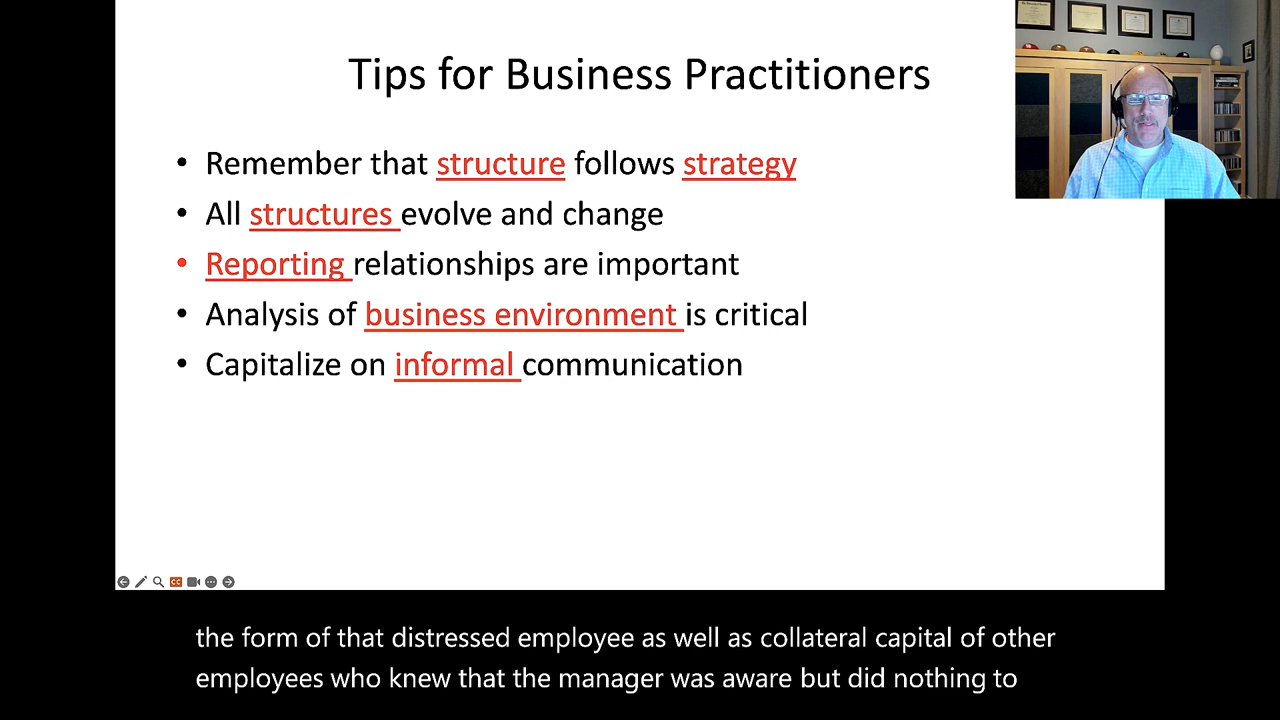 Tips for Business Practitioners
• Remember that structure follows strategy
• All structures evolve and change
• Reporting relationships are important
• Analysis of business environment is critical
• Capitalize on informal communication
CC
the form of that distressed employee as well as collateral capital of other
employees who knew that the manager was aware but did nothing to